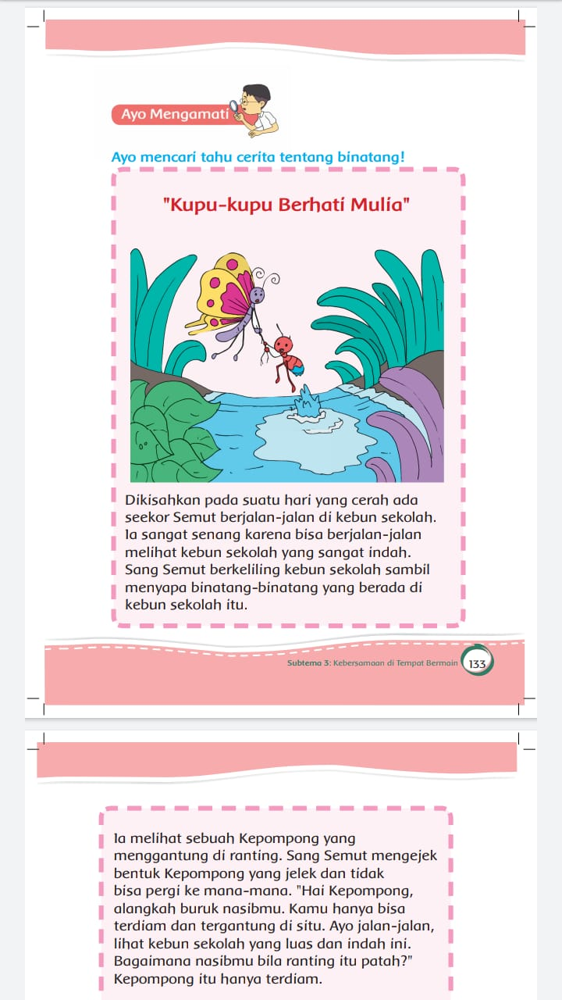 Ayo Mengamati
Ayo mencari tahu cerita tentang binatang!
"Kupu-kupu Berhati Mulia"
Dikisahkan pada suatu hari yang cerah ada
seekor Semut berjalan-jalan di kebun sekolah.
Ia sangat senang karena bisa berjalan-jalan
melihat kebun sekolah yang sangat indah.
Sang Semut berkeliling kebun sekolah sambil
menyapa binatang-binatang yang berada di
kebun sekolah itu.
Subtema 3: Kebersamaan di Tempat Bermain 133
Ia melihat sebuah Kepompong yang
menggantung di ranting. Sang Semut mengejek
bentuk Kepompong yang jelek dan tidak
bisa pergi ke mana-mana. "Hai Kepompong,
alangkah buruk nasibmu. Kamu hanya bisa
terdiam dan tergantung di situ. Ayo jalan-jalan,
lihat kebun sekolah yang luas dan indah ini.
Bagaimana nasibmu bila ranting itu patah?"
Kepompong itu hanya terdiam.